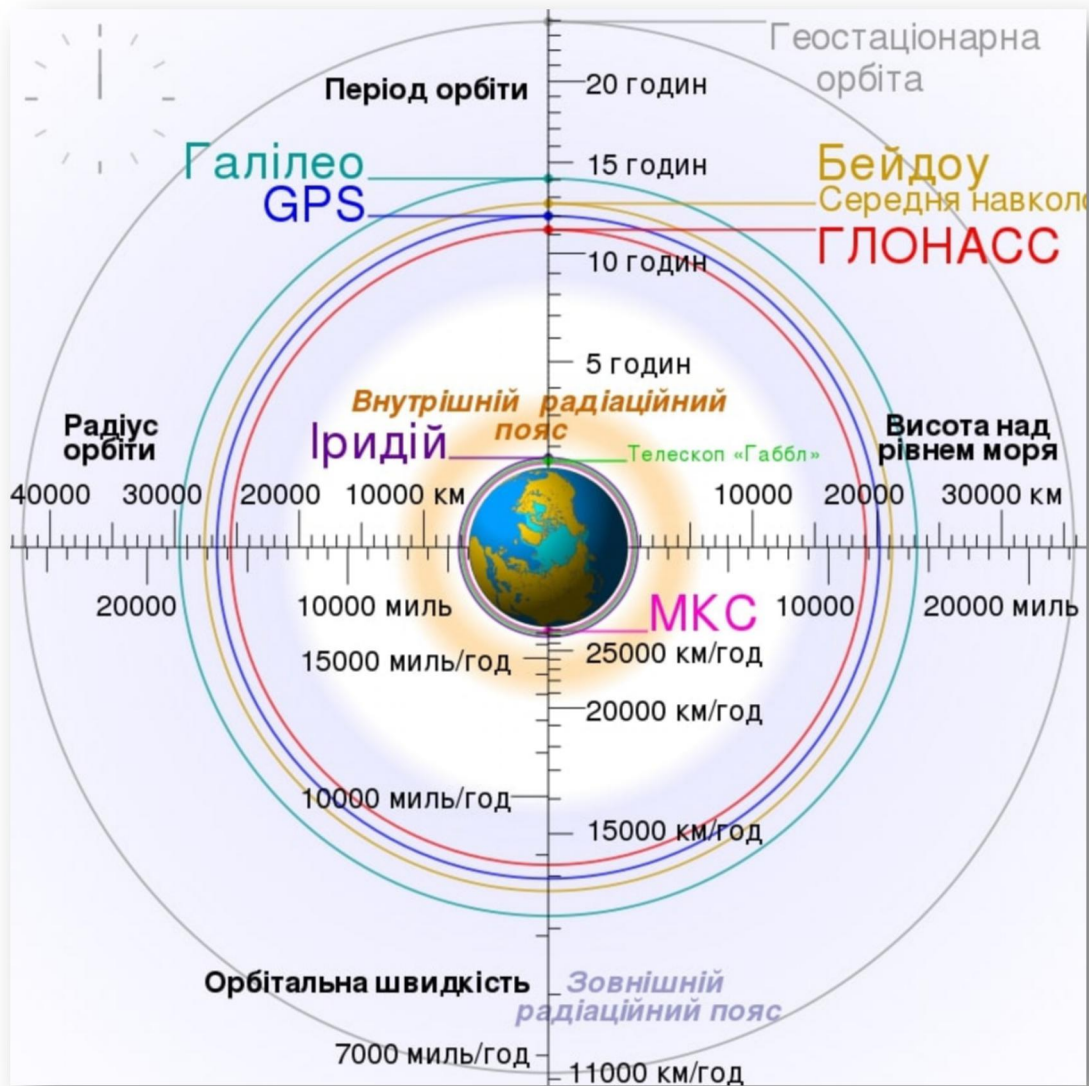 Геостаціонарна
орбіта
Період орбіти
20 годин
15 годин
Галілео
GPS
Бейдоу
Середня навколо
ГЛОНАСС
10 годин
5 годин
Внутрішній радіаційний
пояс
Іридій
Телескоп «Габбл»
Радіус
орбіти
Висота над
рівнем моря
40000 30000 20000 10000 км
10000 20000 30000 км
20000 10000 миль
10000 20000 миль
МКС
15000 миль/год
25000 км/год
20000 км/год
10000 миль/год
15000 км/год
Орбітальна швидкість
Зовнішній
радіаційний пояс
7000 миль/год
11000 км/год